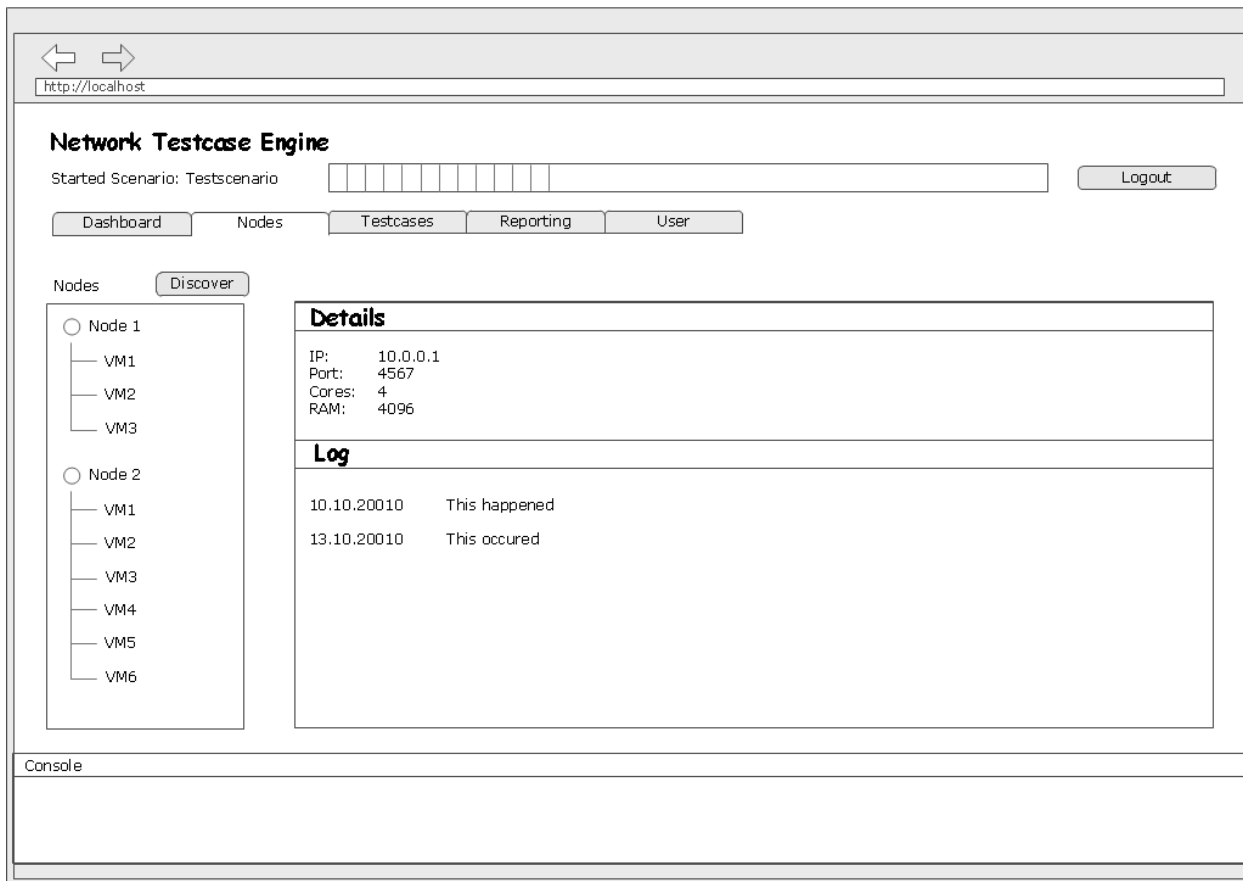 http://localhost
Network Testcase Engine
Started Scenario: Testscenario
Logout
Dashboard
Nodes
Testcases
Reporting
User
Nodes
Discover
Node 1
VM1
VM2
VM3
Node 2
VM1
VM2
VM3
VM4
VM5
VM6
Details
IP: 10.0.0.1
Port: 4567
Cores: 4
RAM: 4096
Log
10.10.20010 This happened
13.10.20010 This occured
Console